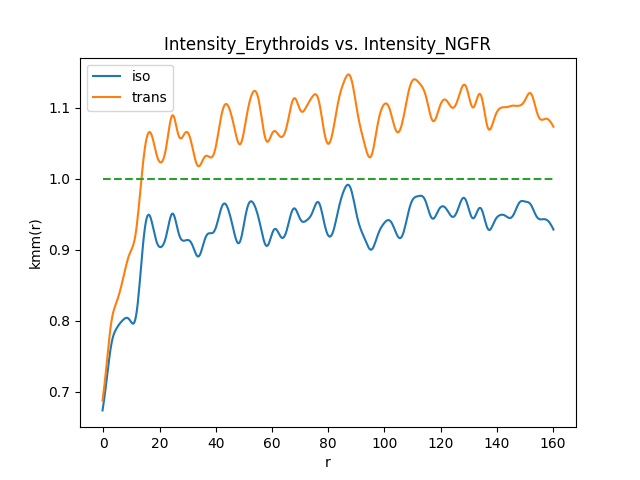 Intensity_Erythroids vs. Intensity_NGFR
iso
trans
1.1
1.0
0.9
0.8
0.7
kmm(r)
0 20 40 60 80 100 120 140 160
r